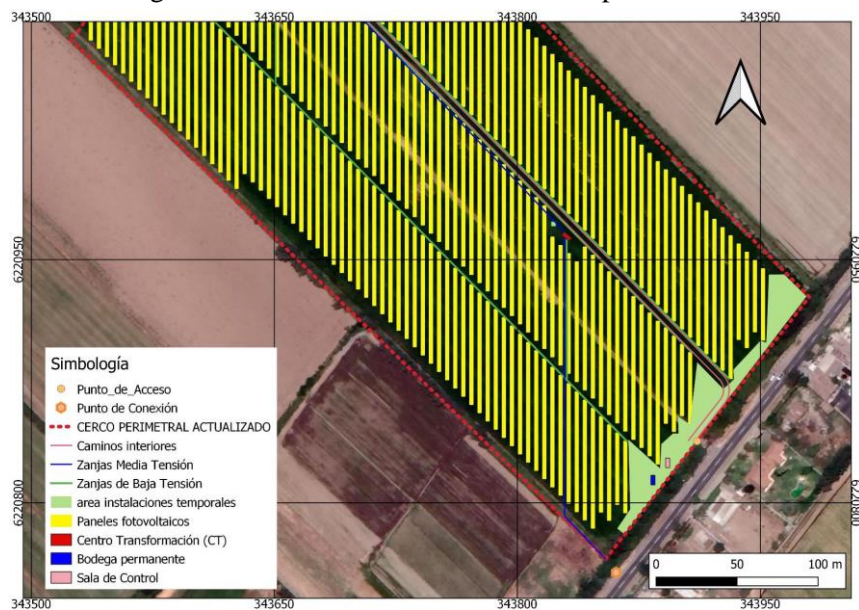 343500 343650 343800 343950
6220950 6220950
Simbología
Punto_de_Acceso
Punto de Conexión
CERCO PERIMETRAL ACTUALIZADO
Caminos interiores
Zanjas Media Tensión
Zanjas de Baja Tensión
area instalaciones temporales
Paneles fotovoltaicos
Centro Transformación (CT)
Bodega permanente
Sala de Control
6220800 6220800
0 50 100 m
343500 343650 343800 343950